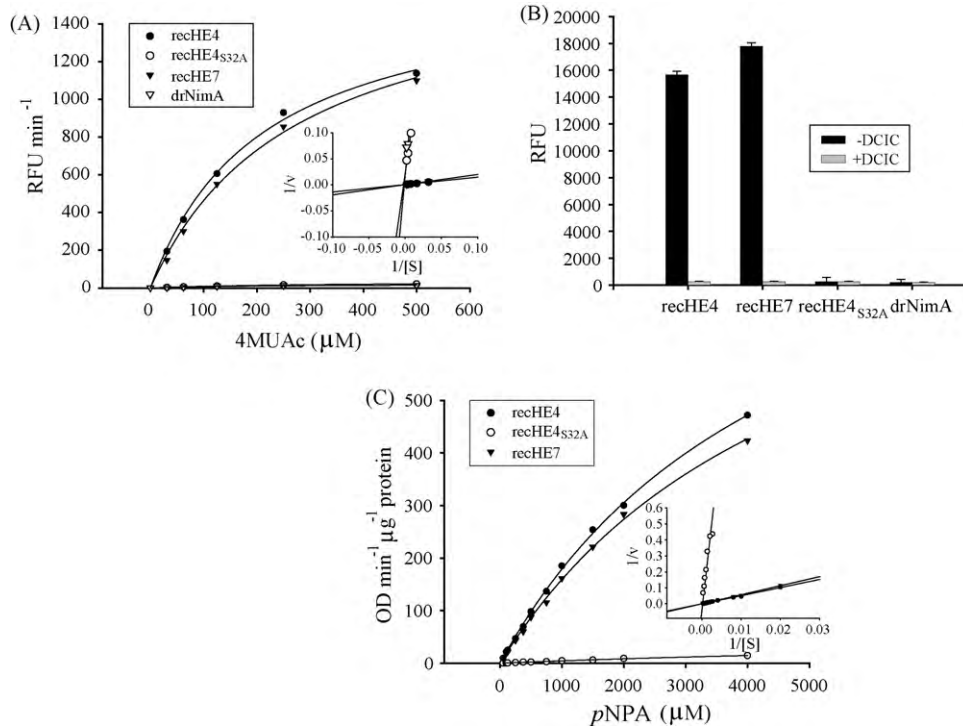 (A)
1400
1200
1000
800
600
400
200
0
RFU min⁻¹
recHE4
recHE4S32A
recHE7
drNimA
0.10
0.05
0.00
-0.05
-0.10
1/v
-0.10 -0.05 0.00 0.05 0.10
1/[S]
0 100 200 300 400 500 600
4MUAc (μM)
(B)
20000
18000
16000
14000
12000
10000
8000
6000
4000
2000
0
RFU
-DCIC
+DCIC
recHE4 recHE7 recHE4S32A drNimA
(C)
500
400
300
200
100
0
OD min⁻¹μg⁻¹ protein
recHE4
recHE4S32A
recHE7
0.6
0.5
0.4
0.3
0.2
0.1
0.0
1/v
0.00 0.01 0.02 0.03
1/[S]
0 1000 2000 3000 4000 5000
pNPA (μM)